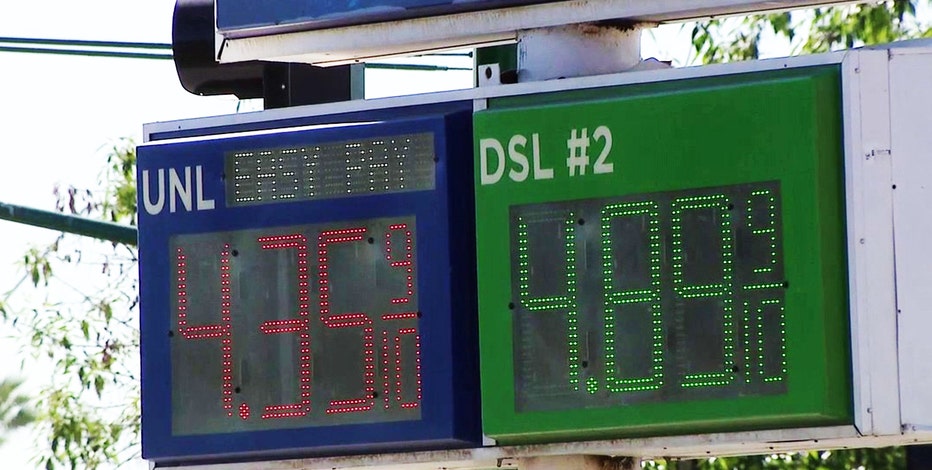 UNL EASY PAY
4.35 9/10
DSL #2
4.89 9/10